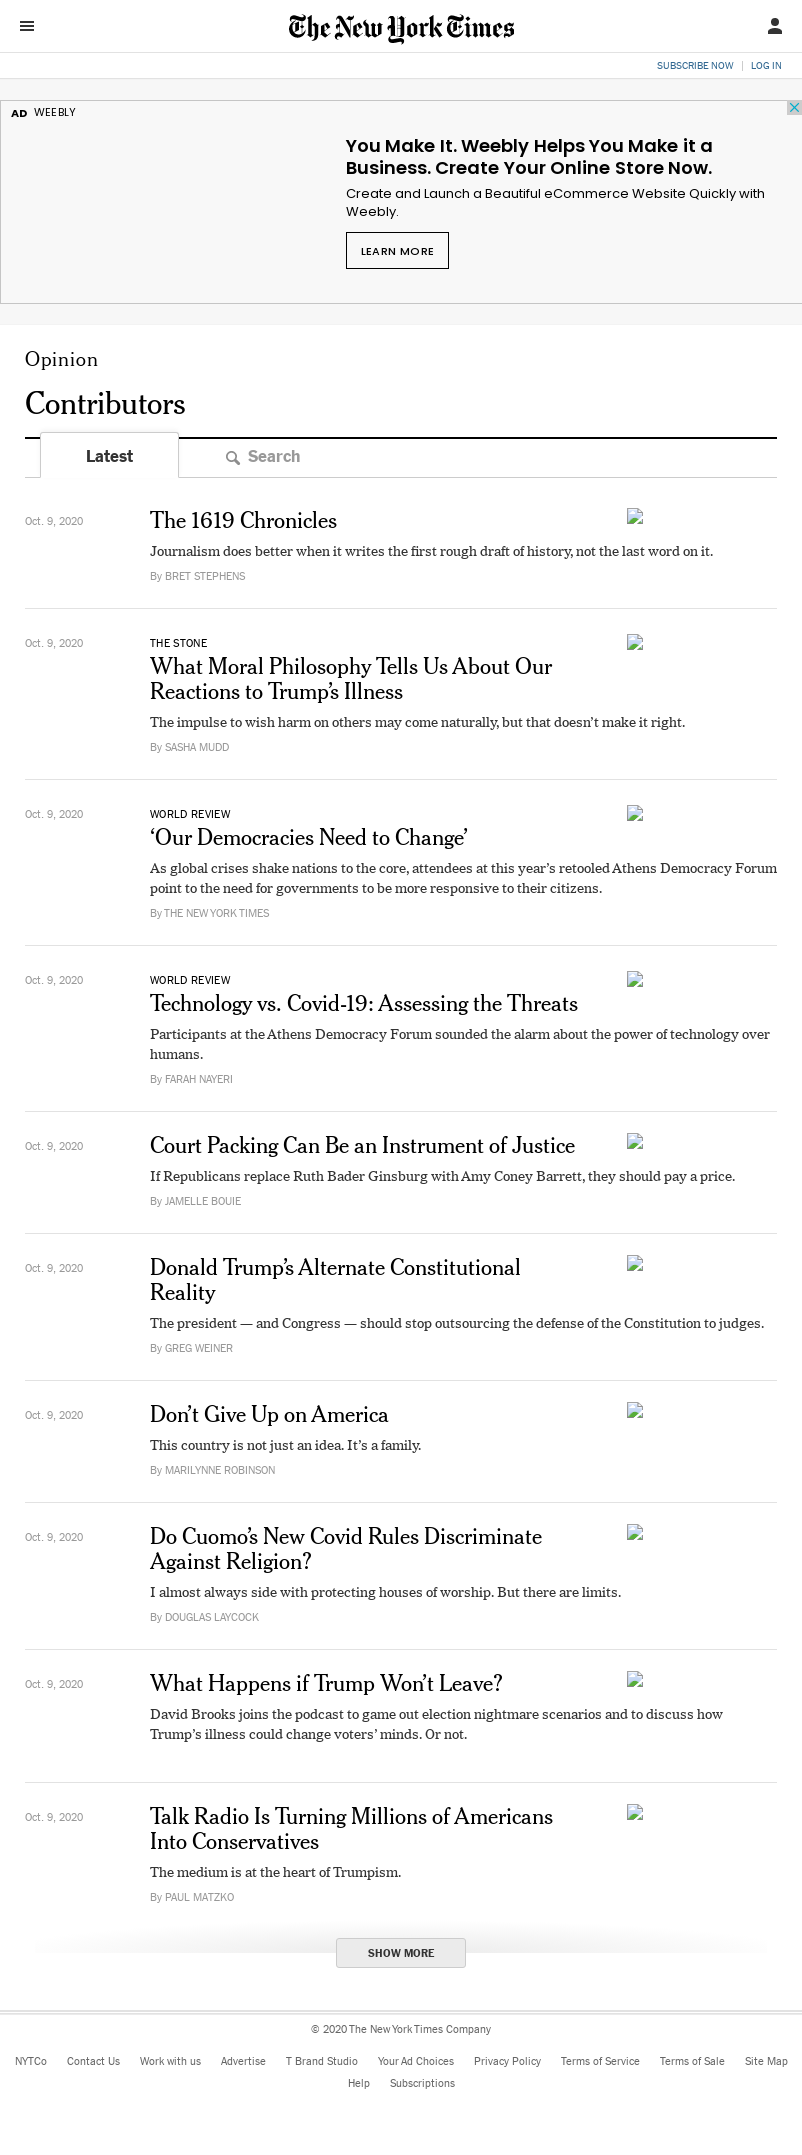 The New York Times
SUBSCRIBE NOW
LOG IN
AD WEEBLY
You Make It. Weebly Helps You Make it a
Business. Create Your Online Store Now.
Create and Launch a Beautiful eCommerce Website Quickly with
Weebly.
LEARN MORE
Opinion
Contributors
Latest
Search
Oct. 9, 2020
The 1619 Chronicles
Journalism does better when it writes the first rough draft of history, not the last word on it.
By BRET STEPHENS
Oct. 9, 2020
THE STONE
What Moral Philosophy Tells Us About Our
Reactions to Trump’s Illness
The impulse to wish harm on others may come naturally, but that doesn’t make it right.
By SASHA MUDD
Oct. 9, 2020
WORLD REVIEW
‘Our Democracies Need to Change’
As global crises shake nations to the core, attendees at this year’s retooled Athens Democracy Forum
point to the need for governments to be more responsive to their citizens.
By THE NEW YORK TIMES
Oct. 9, 2020
WORLD REVIEW
Technology vs. Covid-19: Assessing the Threats
Participants at the Athens Democracy Forum sounded the alarm about the power of technology over
humans.
By FARAH NAYERI
Oct. 9, 2020
Court Packing Can Be an Instrument of Justice
If Republicans replace Ruth Bader Ginsburg with Amy Coney Barrett, they should pay a price.
By JAMELLE BOUIE
Oct. 9, 2020
Donald Trump’s Alternate Constitutional
Reality
The president — and Congress — should stop outsourcing the defense of the Constitution to judges.
By GREG WEINER
Oct. 9, 2020
Don’t Give Up on America
This country is not just an idea. It’s a family.
By MARILYNNE ROBINSON
Oct. 9, 2020
Do Cuomo’s New Covid Rules Discriminate
Against Religion?
I almost always side with protecting houses of worship. But there are limits.
By DOUGLAS LAYCOCK
Oct. 9, 2020
What Happens if Trump Won’t Leave?
David Brooks joins the podcast to game out election nightmare scenarios and to discuss how
Trump’s illness could change voters’ minds. Or not.
Oct. 9, 2020
Talk Radio Is Turning Millions of Americans
Into Conservatives
The medium is at the heart of Trumpism.
By PAUL MATZKO
SHOW MORE
© 2020 The New York Times Company
NYTCo Contact Us Work with us Advertise T Brand Studio Your Ad Choices Privacy Policy Terms of Service Terms of Sale Site Map
Help Subscriptions